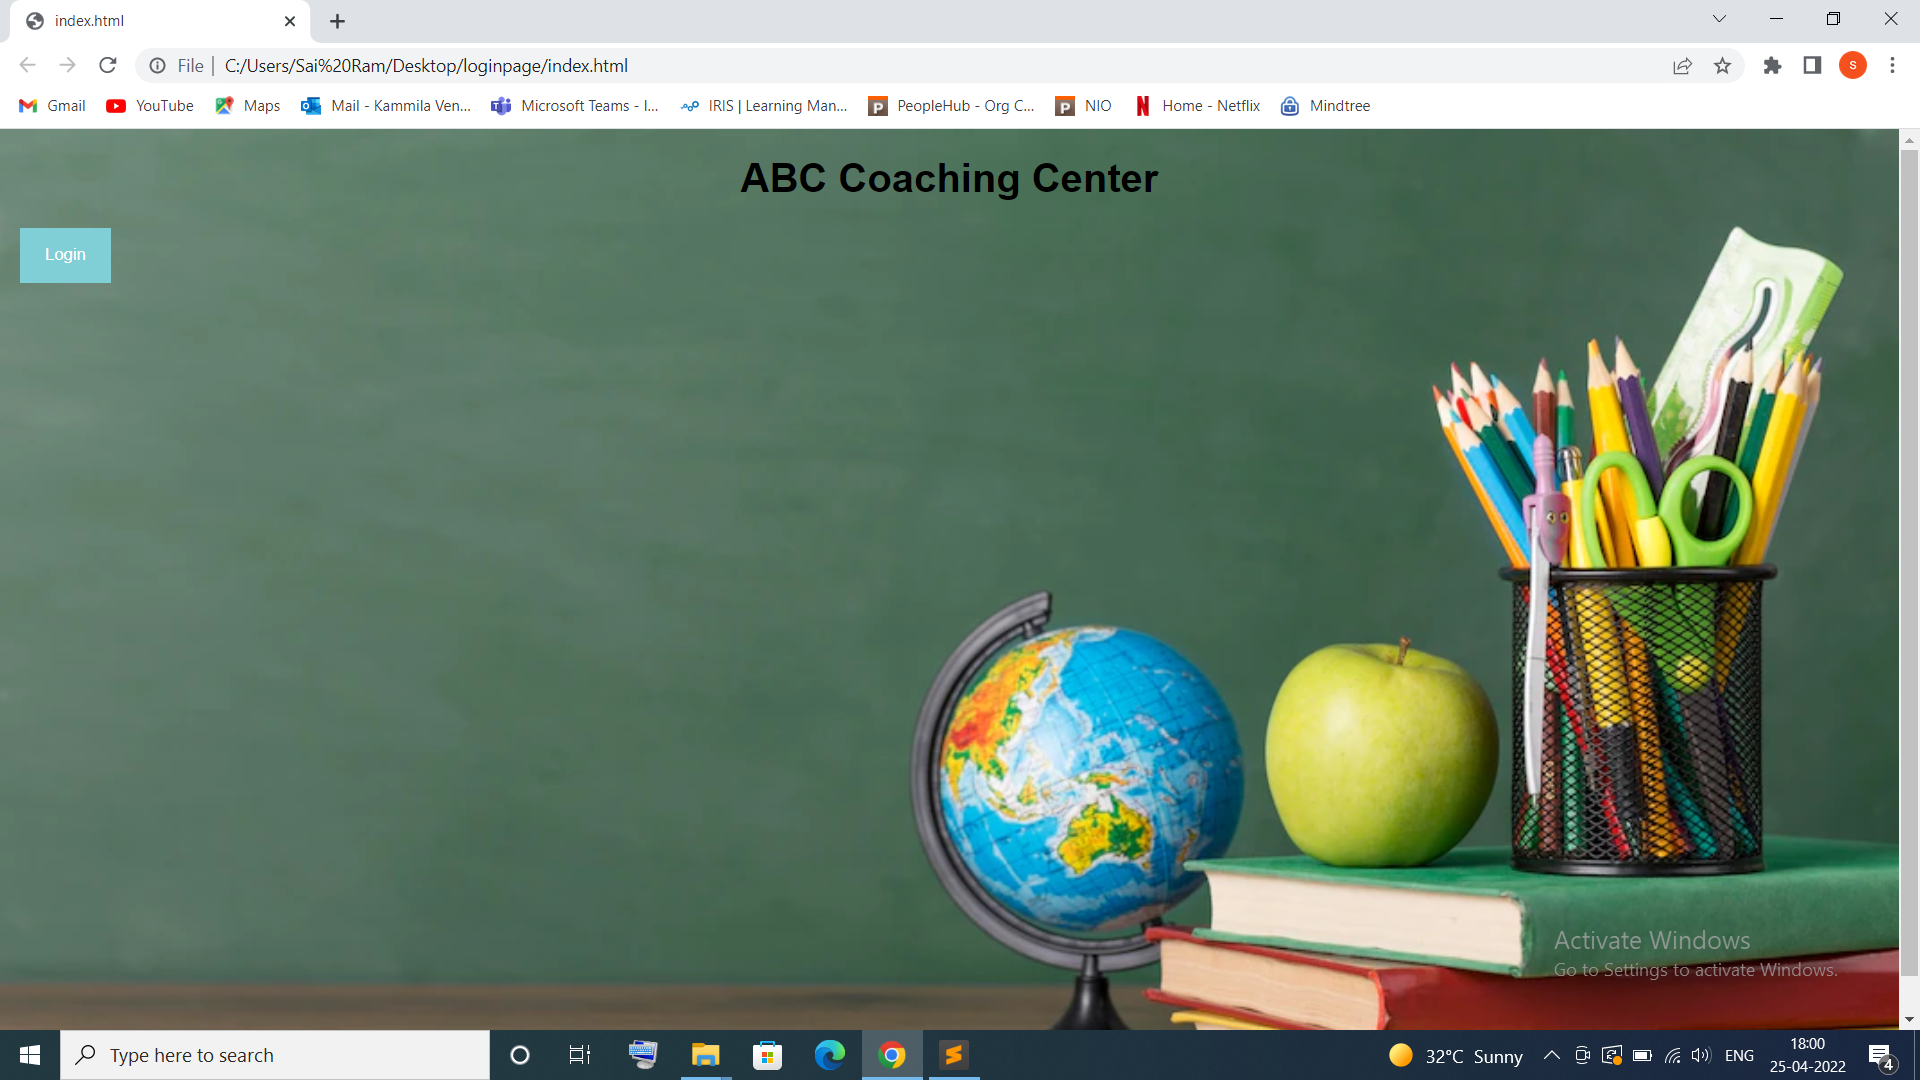 index.html
File | C:/Users/Sai%20Ram/Desktop/loginpage/index.html
S
Gmail YouTube Maps Mail - Kammila Ven... Microsoft Teams - I... IRIS | Learning Man... PeopleHub - Org C... NIO Home - Netflix Mindtree
ABC Coaching Center
Login
Activate Windows
Go to Settings to activate Windows.
Type here to search
32°C Sunny
ENG
18:00
25-04-2022
4